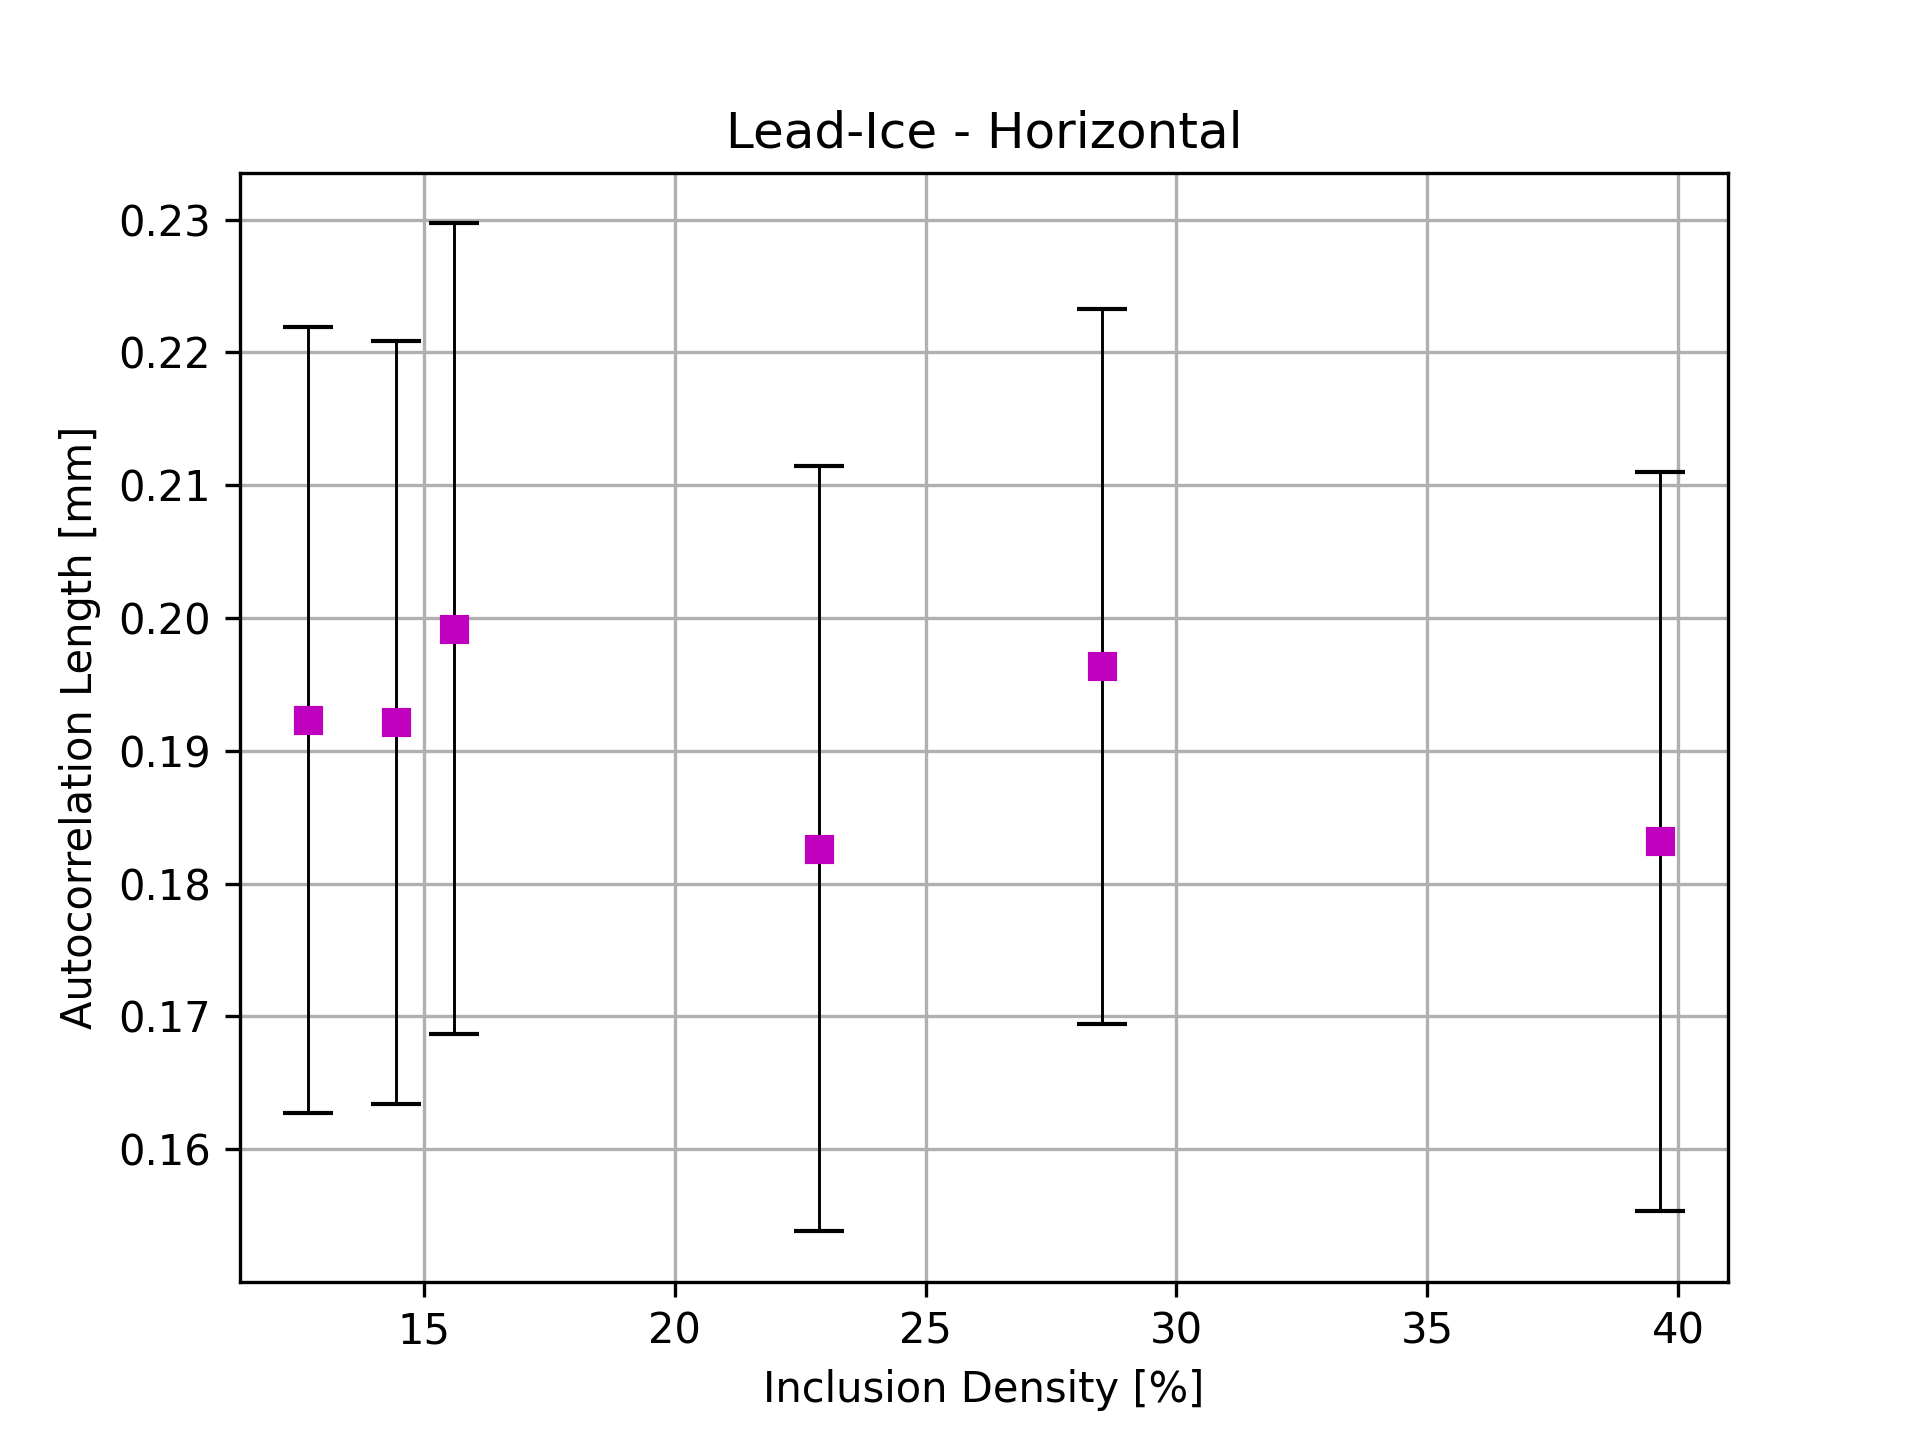 Lead-Ice - Horizontal
0.23
0.22
0.21
0.20
0.19
0.18
0.17
0.16
Autocorrelation Length [mm]
15 20 25 30 35 40
Inclusion Density [%]